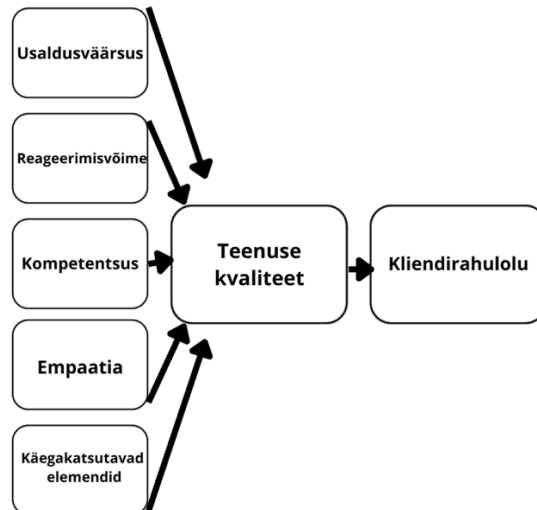 Usaldusväärsus
Reageerimisvõime
Kompetentsus
Empaatia
Käegakatsutavad
elemendid
Teenuse
kvaliteet
Kliendirahulolu